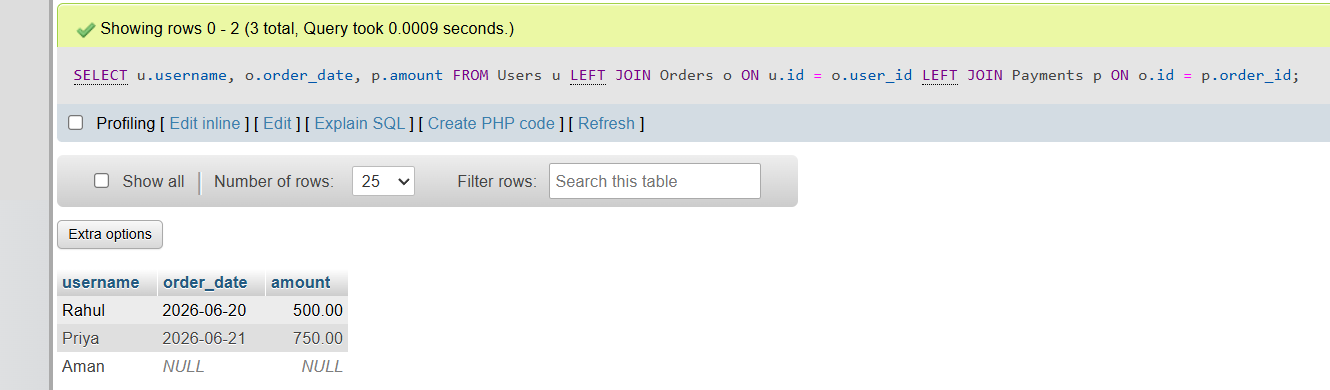 Showing rows 0 - 2 (3 total, Query took 0.0009 seconds.)
SELECT u.username, o.order_date, p.amount FROM Users u LEFT JOIN Orders o ON u.id = o.user_id LEFT JOIN Payments p ON o.id = p.order_id;
Profiling [ Edit inline ] [ Edit ] [ Explain SQL ] [ Create PHP code ] [ Refresh ]
Show all Number of rows: 25 Filter rows: Search this table
Extra options
username order_date amount
Rahul 2026-06-20 500.00
Priya 2026-06-21 750.00
Aman NULL NULL